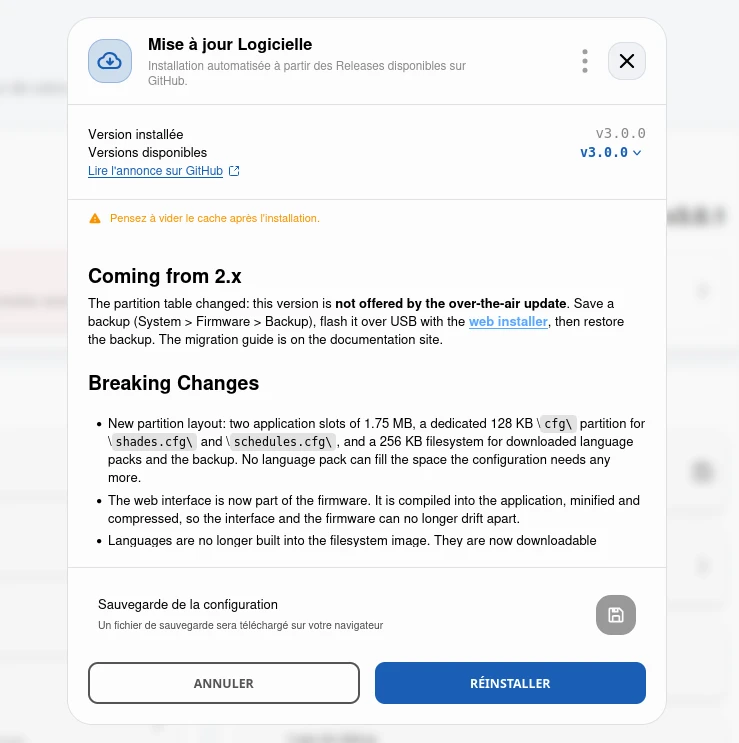 Mise à jour Logicielle
Installation automatisée à partir des Releases disponibles sur
GitHub.
Version installée v3.0.0
Versions disponibles v3.0.0
Lire l'annonce sur GitHub
Pensez à vider le cache après l'installation.
Coming from 2.x
The partition table changed: this version is not offered by the over-the-air update. Save a
backup (System > Firmware > Backup), flash it over USB with the web installer, then restore
the backup. The migration guide is on the documentation site.
Breaking Changes
• New partition layout: two application slots of 1.75 MB, a dedicated 128 KB \cfg\ partition for
\shades.cfg\ and \schedules.cfg\, and a 256 KB filesystem for downloaded language
packs and the backup. No language pack can fill the space the configuration needs any
more.
• The web interface is now part of the firmware. It is compiled into the application, minified and
compressed, so the interface and the firmware can no longer drift apart.
• Languages are no longer built into the filesystem image. They are now downloadable
Sauvegarde de la configuration
Un fichier de sauvegarde sera téléchargé sur votre navigateur
ANNULER
RÉINSTALLER